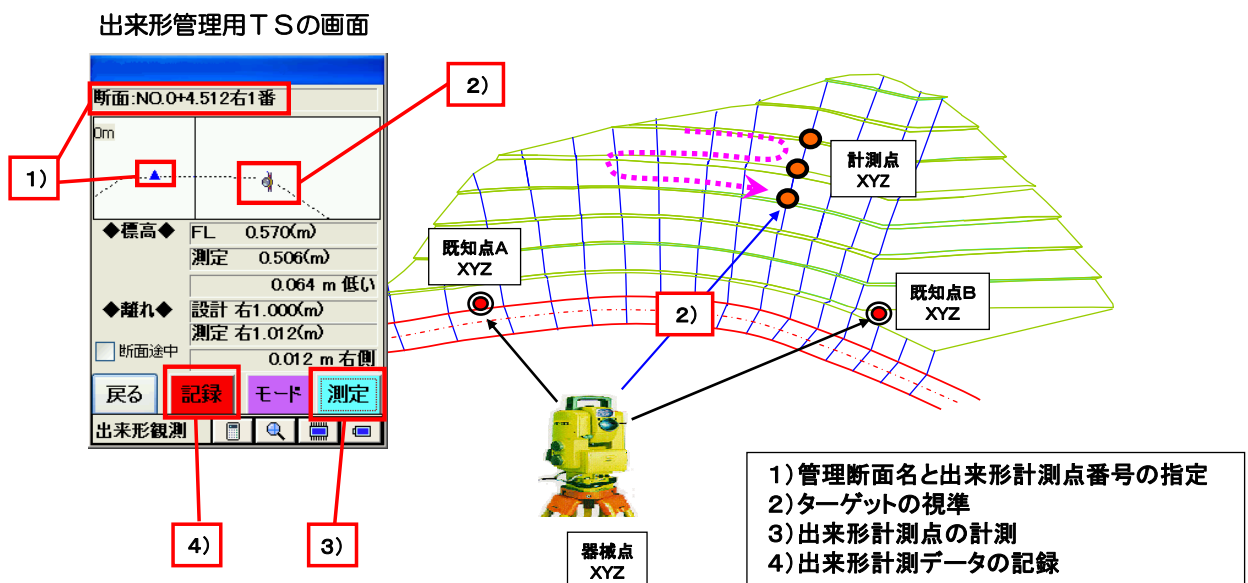 出来形管理用ＴＳの画面
断面:NO.0+4.512右1番
0m
1）
2）
◆標高◆
FL 0.570(m)
測定 0.506(m)
0.064 m 低い
◆離れ◆
設計 右1.000(m)
測定 右1.012(m)
断面途中
0.012 m 右側
戻る
記録
モード
測定
出来形観測
4）
3）
計測点
XYZ
既知点A
XYZ
2）
既知点B
XYZ
器械点
XYZ
1）管理断面名と出来形計測点番号の指定
2）ターゲットの視準
3）出来形計測点の計測
4）出来形計測データの記録